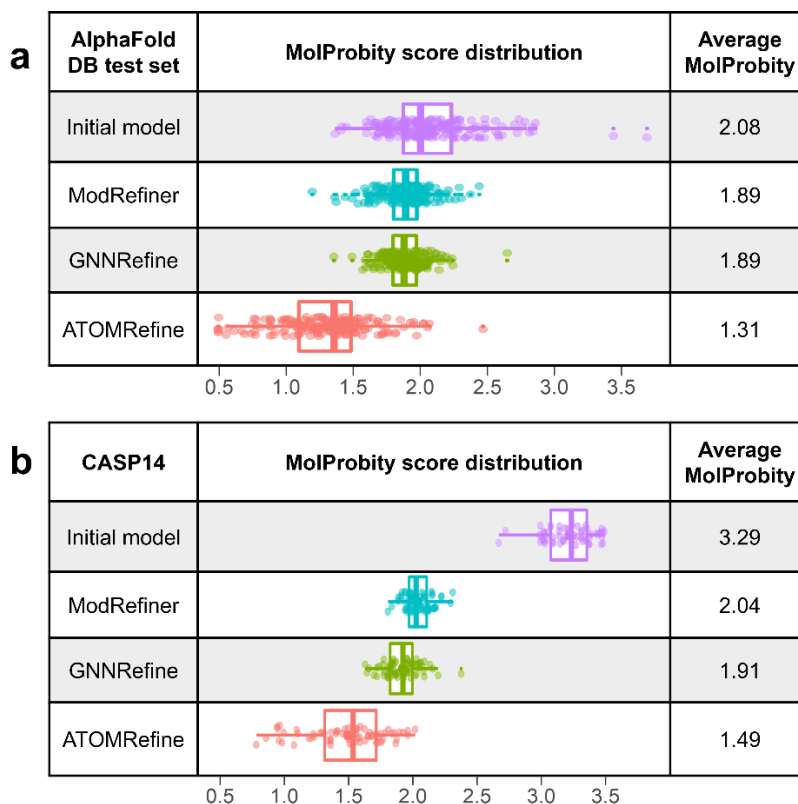 a
AlphaFold
DB test set
MolProbity score distribution
Average
MolProbity
Initial model
2.08
ModRefiner
1.89
GNNRefine
1.89
ATOMRefine
1.31
0.5 1.0 1.5 2.0 2.5 3.0 3.5
b
CASP14
MolProbity score distribution
Average
MolProbity
Initial model
3.29
ModRefiner
2.04
GNNRefine
1.91
ATOMRefine
1.49
0.5 1.0 1.5 2.0 2.5 3.0 3.5